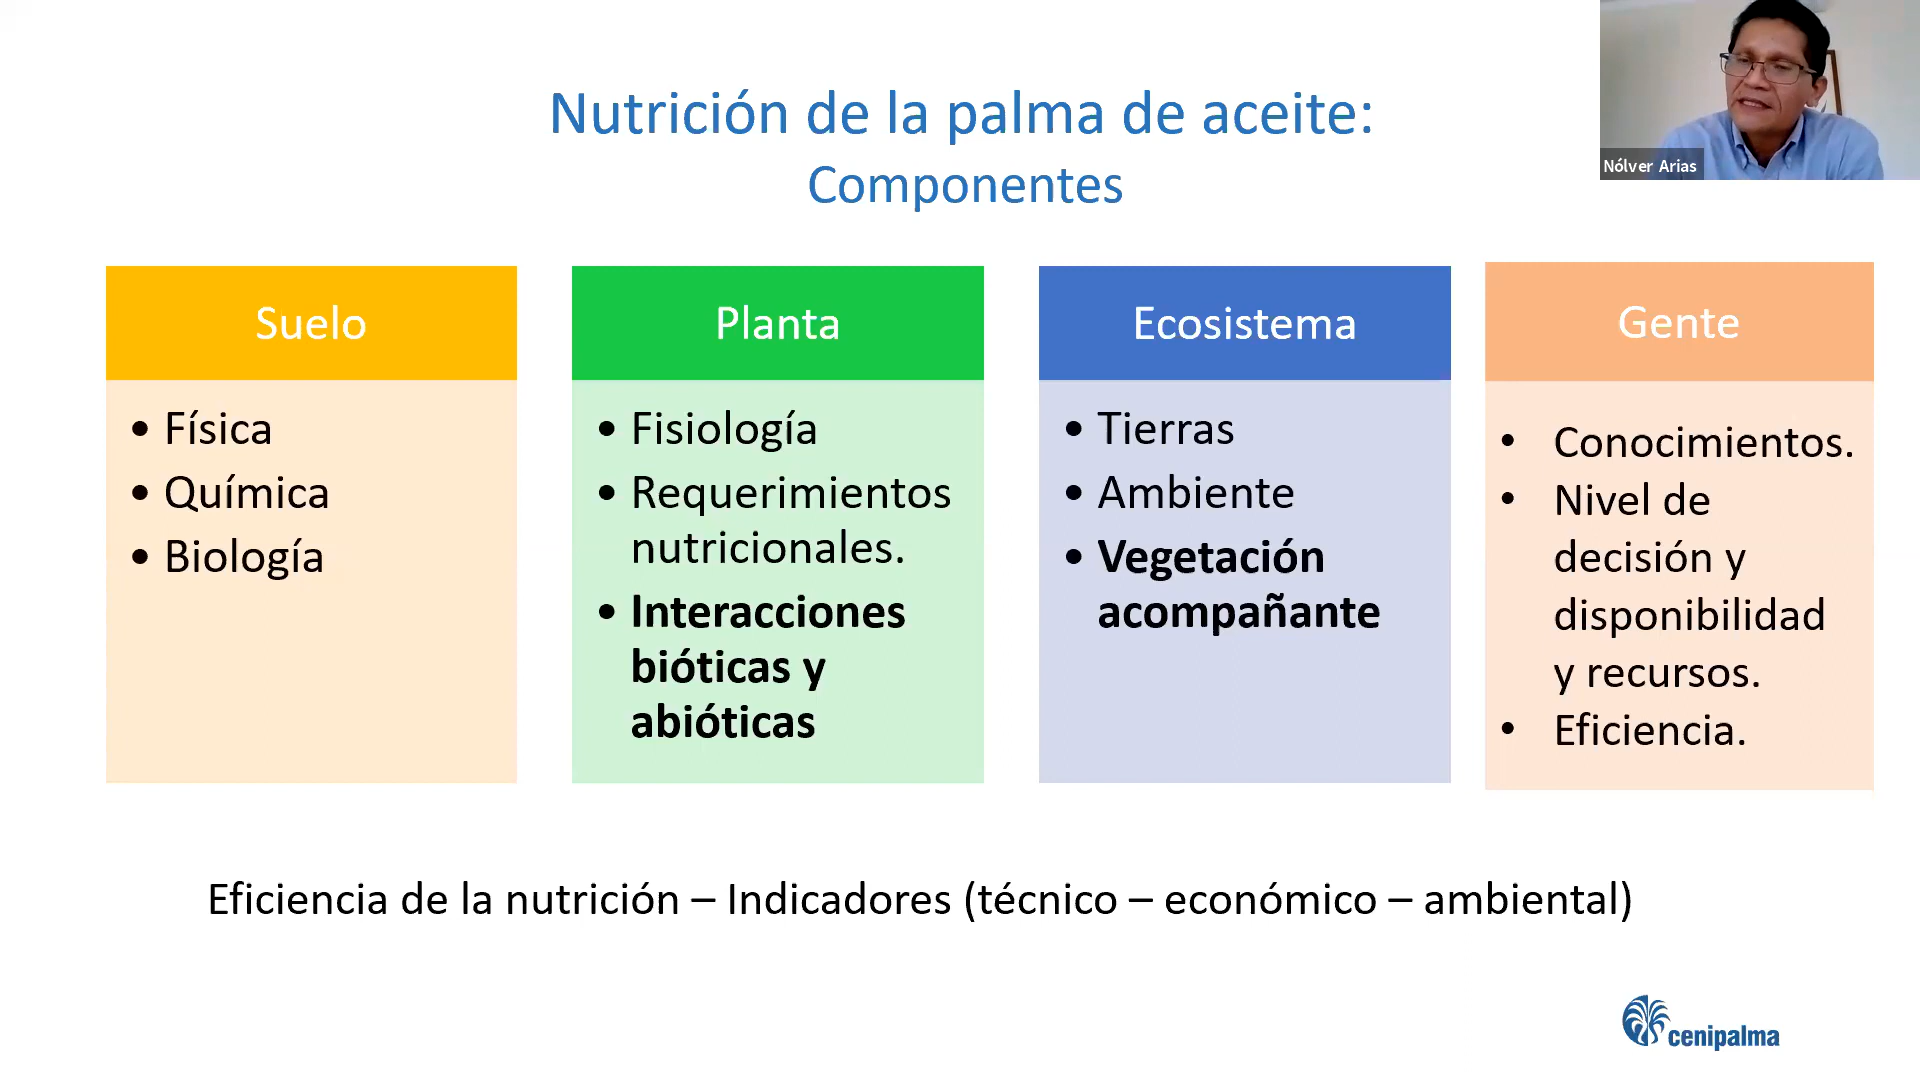 Nutrición de la palma de aceite:
Componentes
Nólver Arias
Suelo
• Física
• Química
• Biología
Planta
• Fisiología
• Requerimientos
nutricionales.
• Interacciones
bióticas y
abióticas
Ecosistema
• Tierras
• Ambiente
• Vegetación
acompañante
Gente
• Conocimientos.
• Nivel de
decisión y
disponibilidad
y recursos.
• Eficiencia.
Eficiencia de la nutrición – Indicadores (técnico – económico – ambiental)
cenipalma